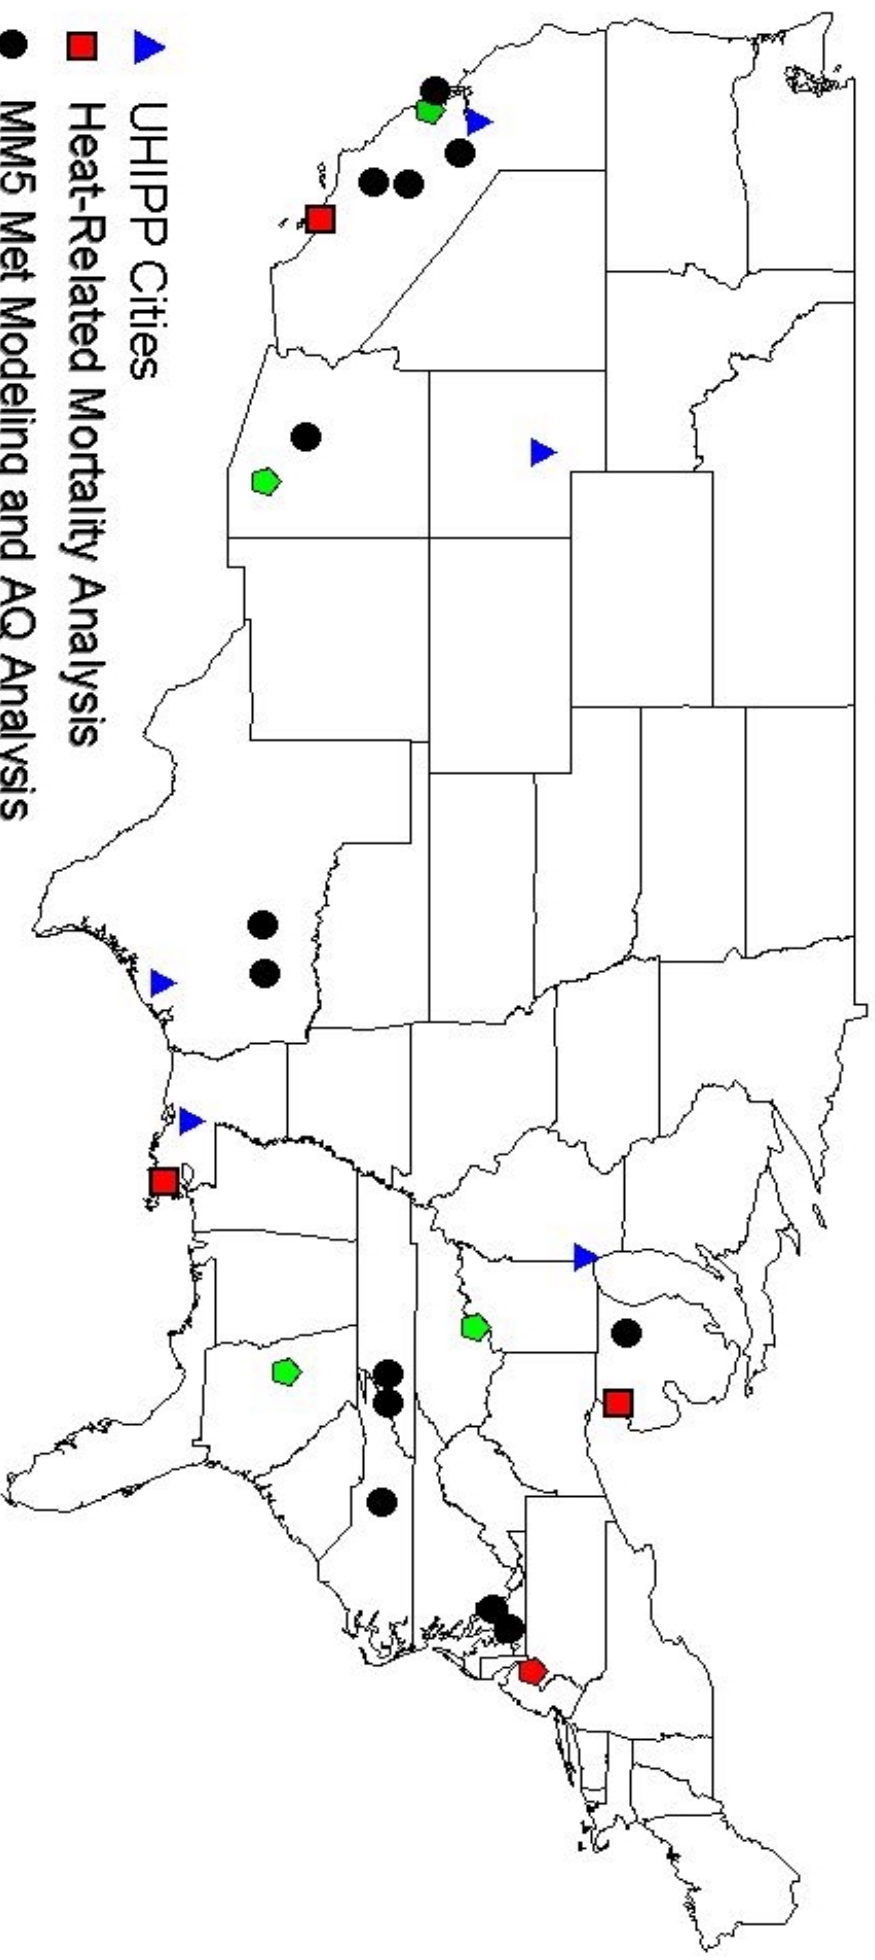 UHIPP Cities
Heat-Related Mortality Analysis
MM5 Met Modeling and AQ Analysis